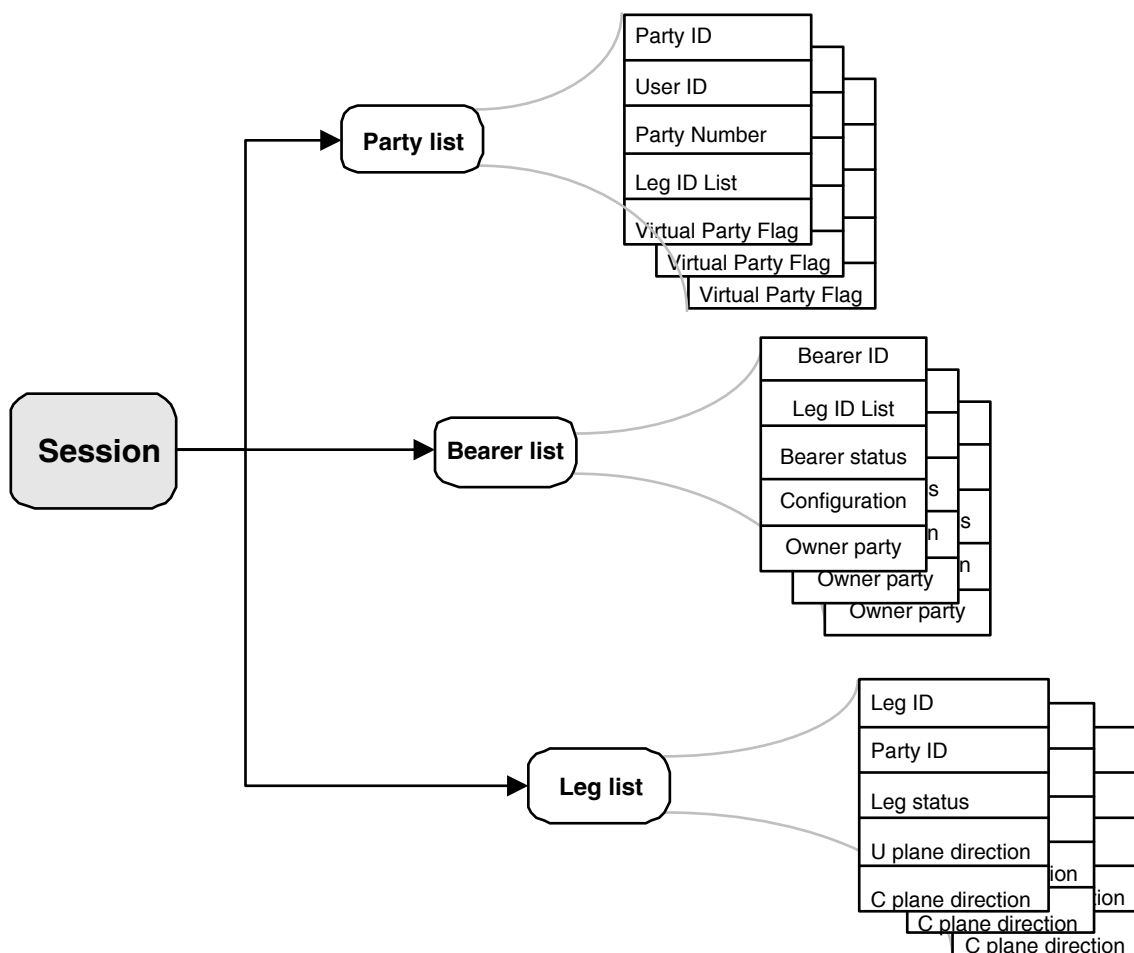 Party ID
User ID
Party list
Party Number
Leg ID List
Virtual Party Flag
Virtual Party Flag
Virtual Party Flag
Session
Bearer list
Bearer ID
Leg ID List
Bearer status
s
Configuration
s
n
Owner party
n
Owner party
Owner party
Leg list
Leg ID
Party ID
Leg status
U plane direction
ion
C plane direction
ction
C plane direction
C plane direction